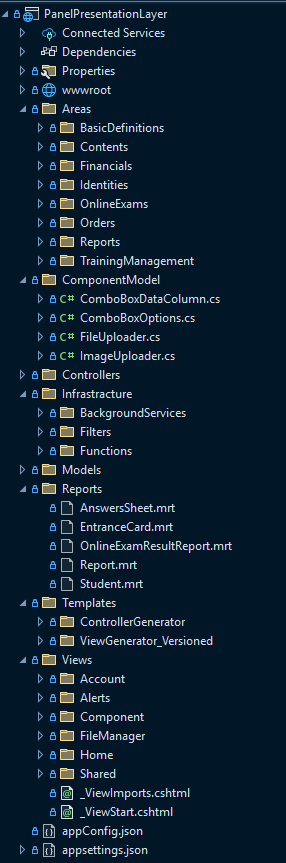 PanelPresentationLayer
Connected Services
Dependencies
Properties
wwwroot
Areas
BasicDefinitions
Contents
Financials
Identities
OnlineExams
Orders
Reports
TrainingManagement
ComponentModel
C# ComboBoxDataColumn.cs
C# ComboBoxOptions.cs
C# FileUploader.cs
C# ImageUploader.cs
Controllers
Infrastracture
BackgroundServices
Filters
Functions
Models
Reports
AnswersSheet.mrt
EntranceCard.mrt
OnlineExamResultReport.mrt
Report.mrt
Student.mrt
Templates
ControllerGenerator
ViewGenerator_Versioned
Views
Account
Alerts
Component
FileManager
Home
Shared
_ViewImports.cshtml
_ViewStart.cshtml
appConfig.json
appsettings.json